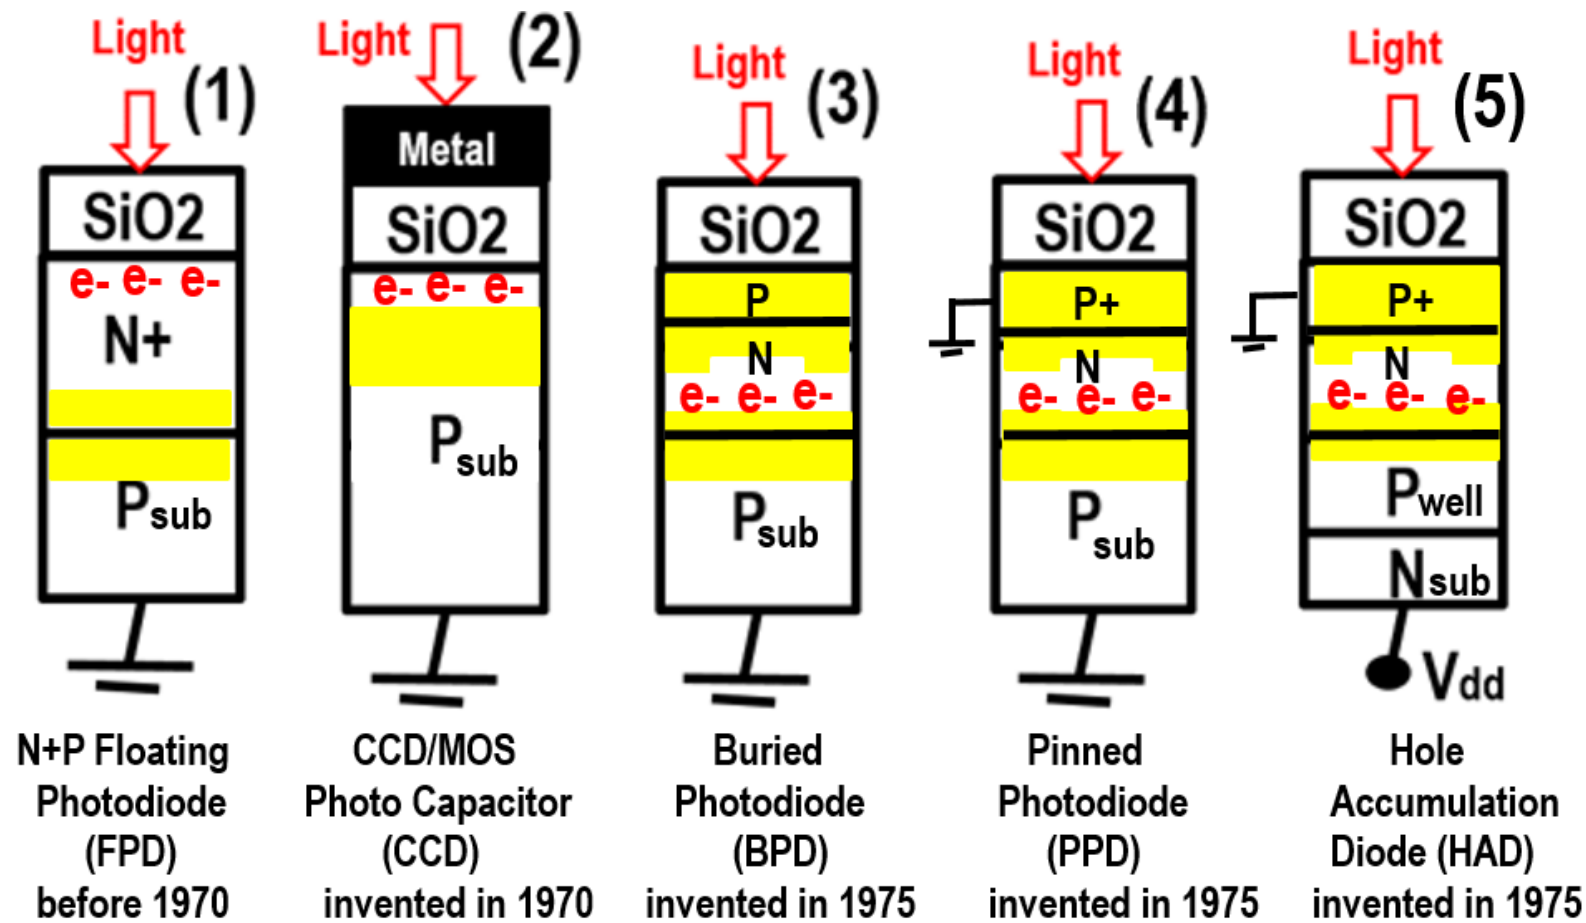 Light
(1)
SiO2
e- e- e-
N+
Psub
N+P Floating
Photodiode
(FPD)
before 1970
Light
(2)
Metal
SiO2
e- e- e-
Psub
CCD/MOS
Photo Capacitor
(CCD)
invented in 1970
Light
(3)
SiO2
P
N
e- e- e-
Psub
Buried
Photodiode
(BPD)
invented in 1975
Light
(4)
SiO2
P+
N
e- e- e-
Psub
Pinned
Photodiode
(PPD)
invented in 1975
Light
(5)
SiO2
P+
N
e- e- e-
Pwell
Nsub
Vdd
Hole
Accumulation
Diode (HAD)
invented in 1975